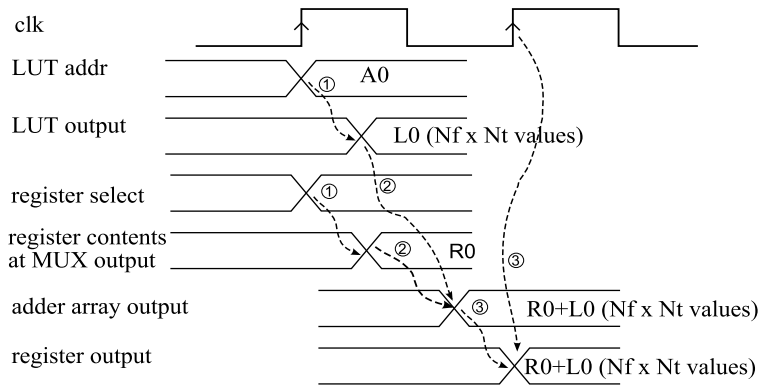 clk
LUT addr
A0
①
LUT output
L0 (Nf x Nt values)
①
②
register select
register contents
at MUX output
②
R0
③
adder array output
③
R0+L0 (Nf x Nt values)
register output
R0+L0 (Nf x Nt values)